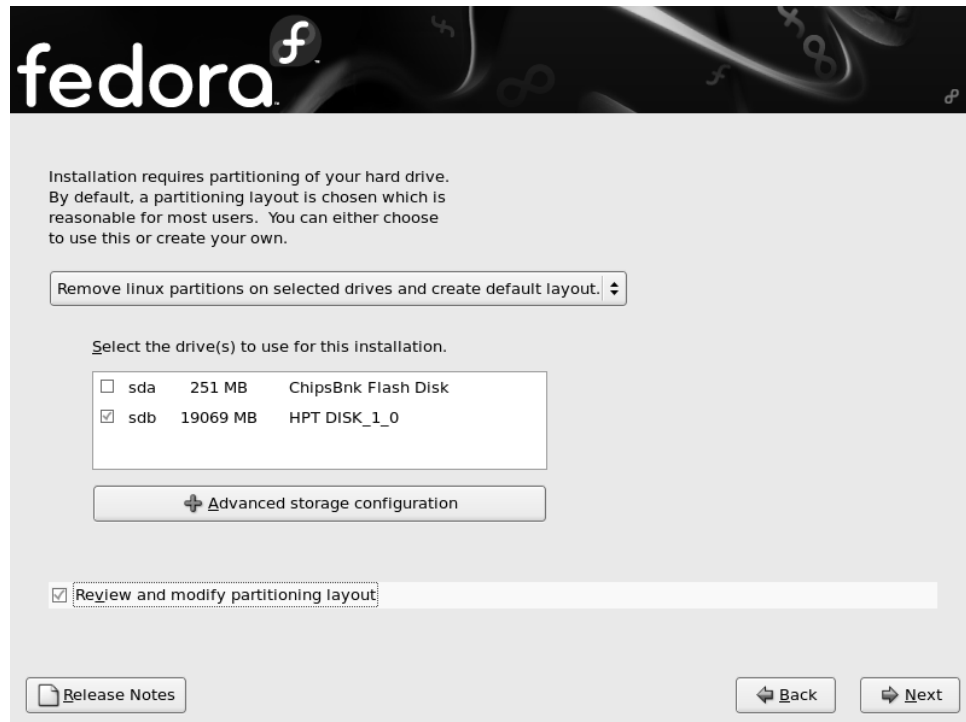 fedora
Installation requires partitioning of your hard drive.
By default, a partitioning layout is chosen which is
reasonable for most users.  You can either choose
to use this or create your own.
Remove linux partitions on selected drives and create default layout.
Select the drive(s) to use for this installation.
sda 251 MB ChipsBnk Flash Disk
sdb 19069 MB HPT DISK_1_0
Advanced storage configuration
Review and modify partitioning layout
Release Notes
Back
Next